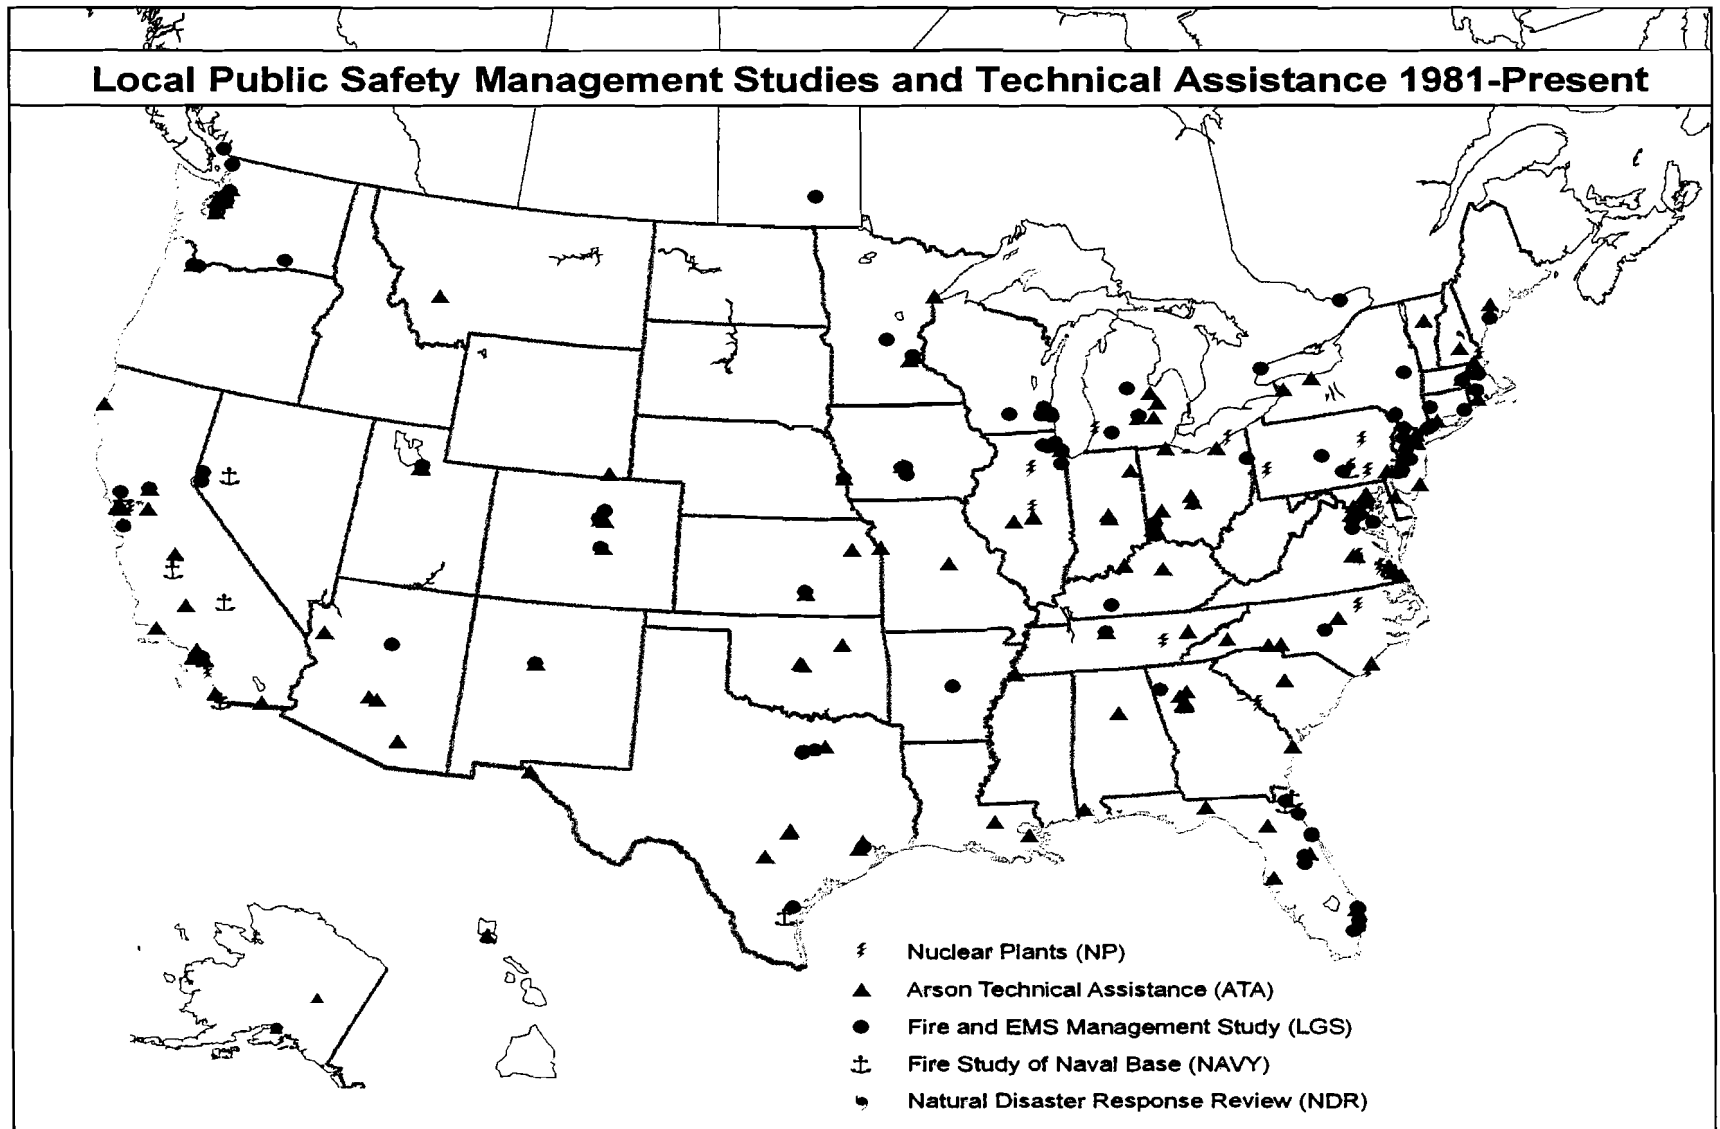 Local Public Safety Management Studies and Technical Assistance 1981-Present
Nuclear Plants (NP)
Arson Technical Assistance (ATA)
Fire and EMS Management Study (LGS)
Fire Study of Naval Base (NAVY)
Natural Disaster Response Review (NDR)